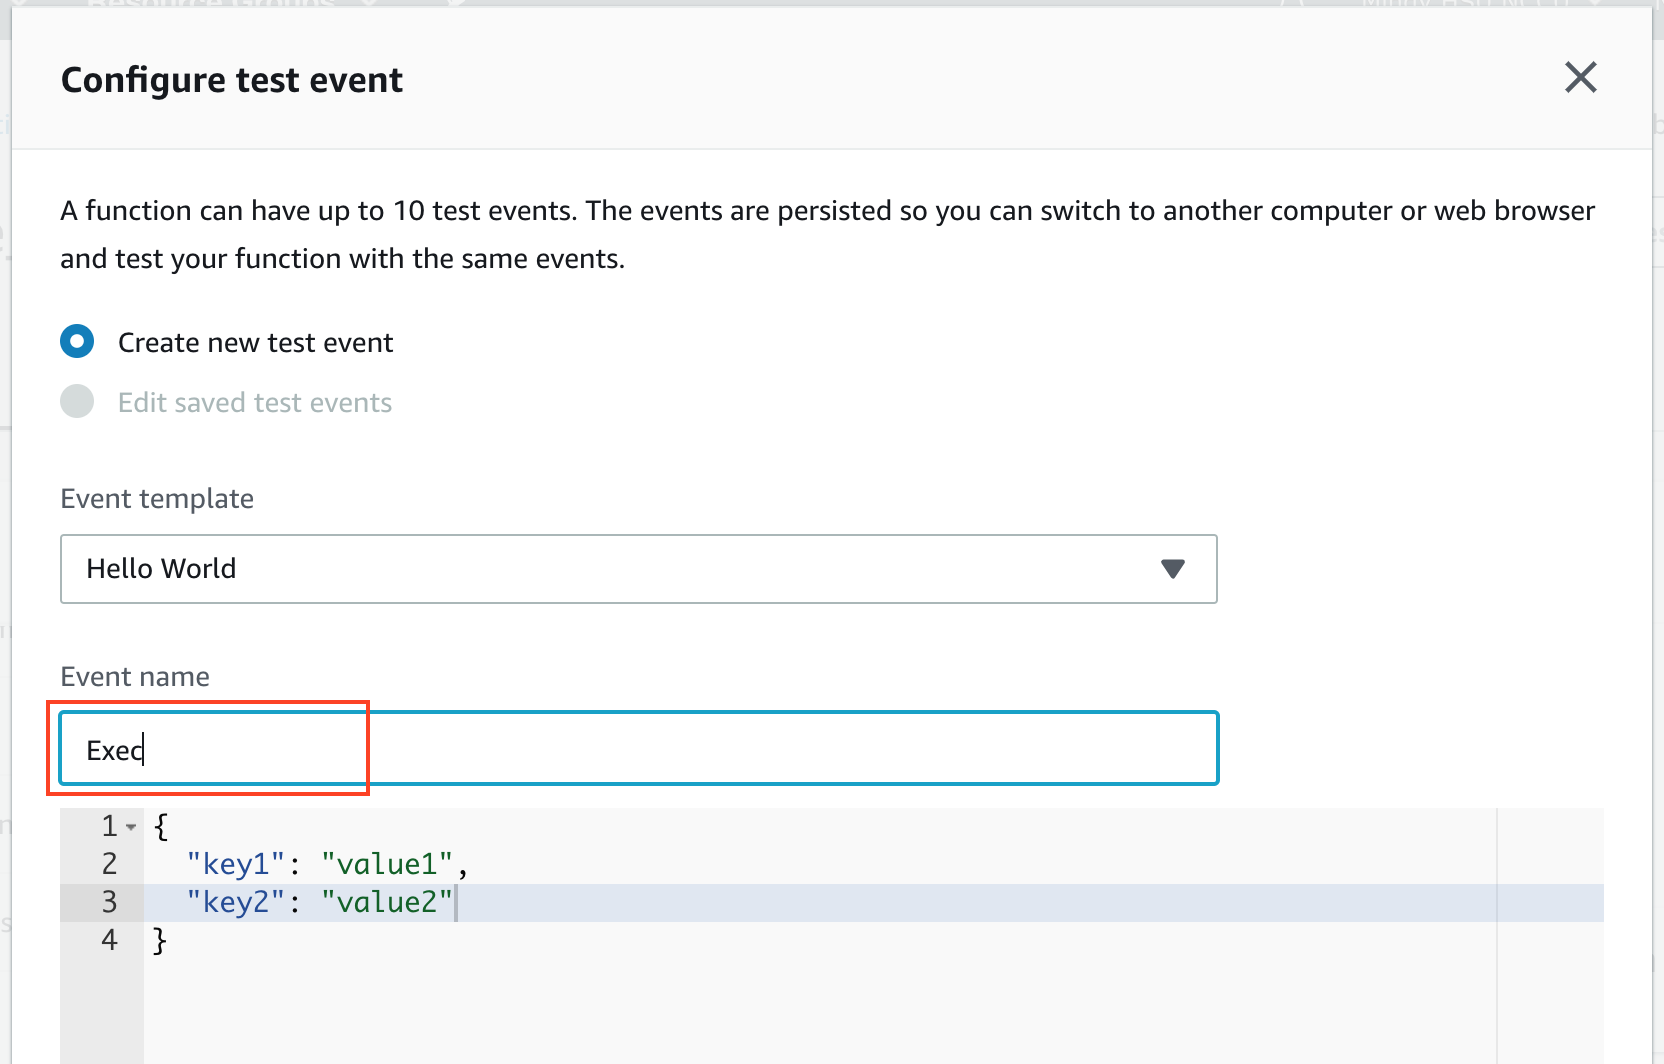 Configure test event
A function can have up to 10 test events. The events are persisted so you can switch to another computer or web browser
and test your function with the same events.
Create new test event
Edit saved test events
Event template
Hello World
Event name
Exec
1 {
2 "key1": "value1",
3 "key2": "value2"
4 }